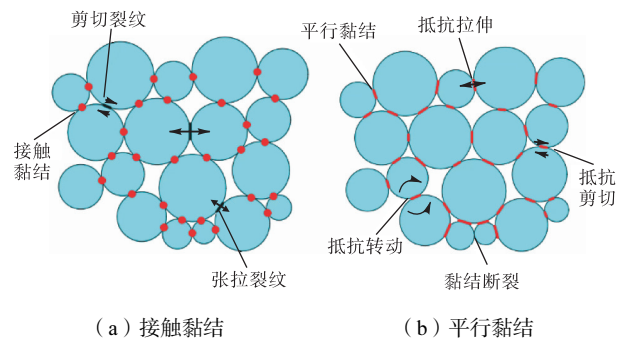 剪切裂纹
接触
黏结
张拉裂纹
(a)接触黏结
平行黏结
抵抗拉伸
抵抗
剪切
抵抗转动
黏结断裂
(b)平行黏结